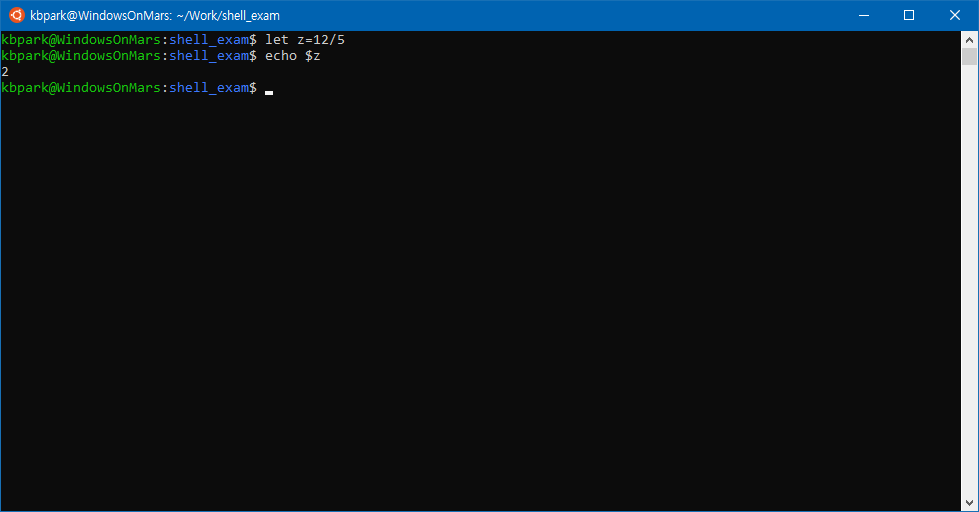 kbpark@WindowsOnMars: ~/Work/shell_exam
kbpark@WindowsOnMars:shell_exam$ let z=12/5
kbpark@WindowsOnMars:shell_exam$ echo $z
2
kbpark@WindowsOnMars:shell_exam$